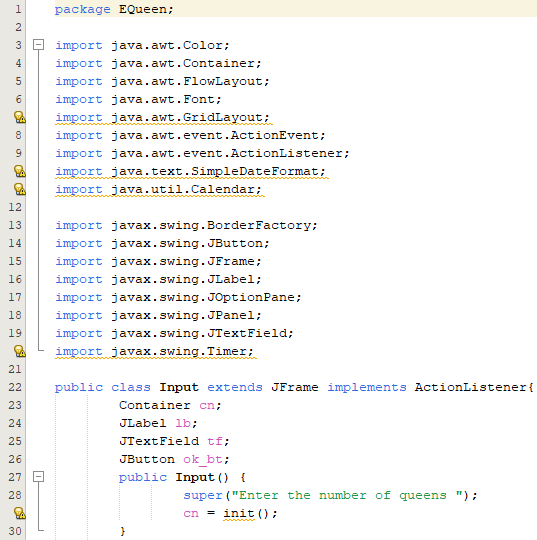 1 package EQueen;
2
3 import java.awt.Color;
4 import java.awt.Container;
5 import java.awt.FlowLayout;
6 import java.awt.Font;
import java.awt.GridLayout;
8 import java.awt.event.ActionEvent;
9 import java.awt.event.ActionListener;
import java.text.SimpleDateFormat;
import java.util.Calendar;
12
13 import javax.swing.BorderFactory;
14 import javax.swing.JButton;
15 import javax.swing.JFrame;
16 import javax.swing.JLabel;
17 import javax.swing.JOptionPane;
18 import javax.swing.JPanel;
19 import javax.swing.JTextField;
import javax.swing.Timer;
21
22 public class Input extends JFrame implements ActionListener{
23 Container cn;
24 JLabel lb;
25 JTextField tf;
26 JButton ok_bt;
27 public Input() {
28 super("Enter the number of queens ");
cn = init();
30 }